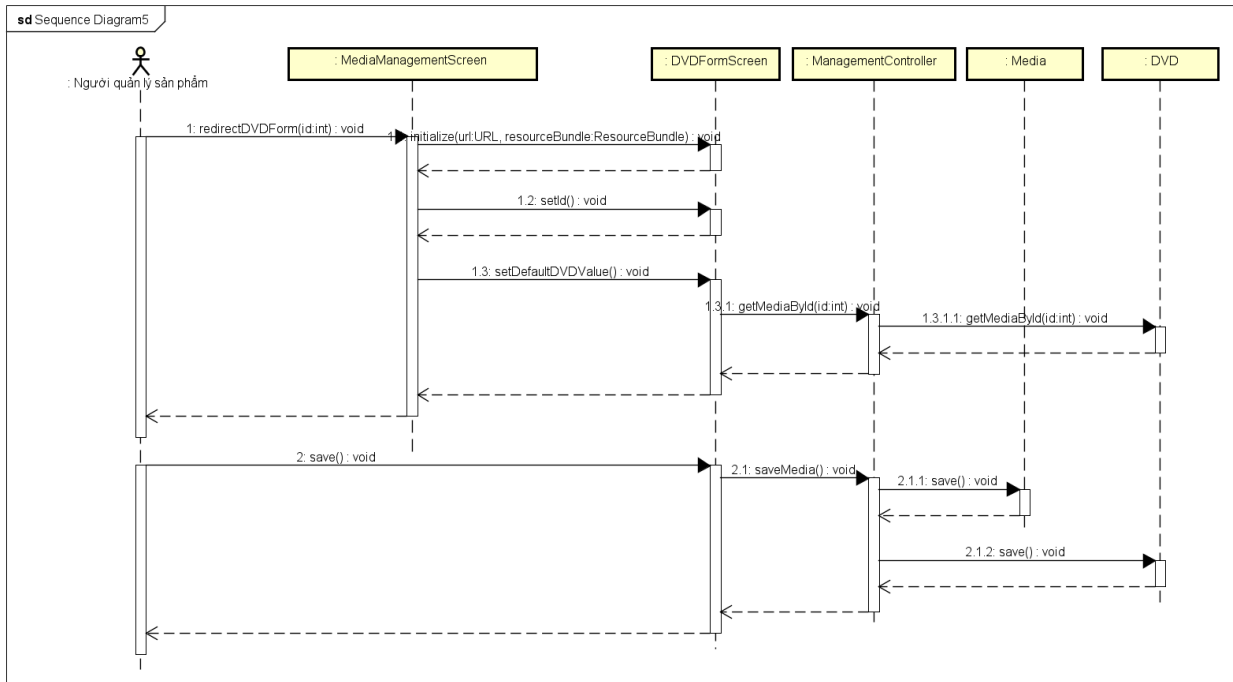 sd Sequence Diagram5
: Người quản lý sản phẩm
: MediaManagementScreen
: DVDFormScreen
: ManagementController
: Media
: DVD
1: redirectDVDForm(id:int) : void
initialize(url:URL, resourceBundle:ResourceBundle) : void
1.2: setId() : void
1.3: setDefaultDVDValue() : void
1.3.1: getMediaById(id:int) : void
1.3.1.1: getMediaById(id:int) : void
2: save() : void
2.1: saveMedia() : void
2.1.1: save() : void
2.1.2: save() : void